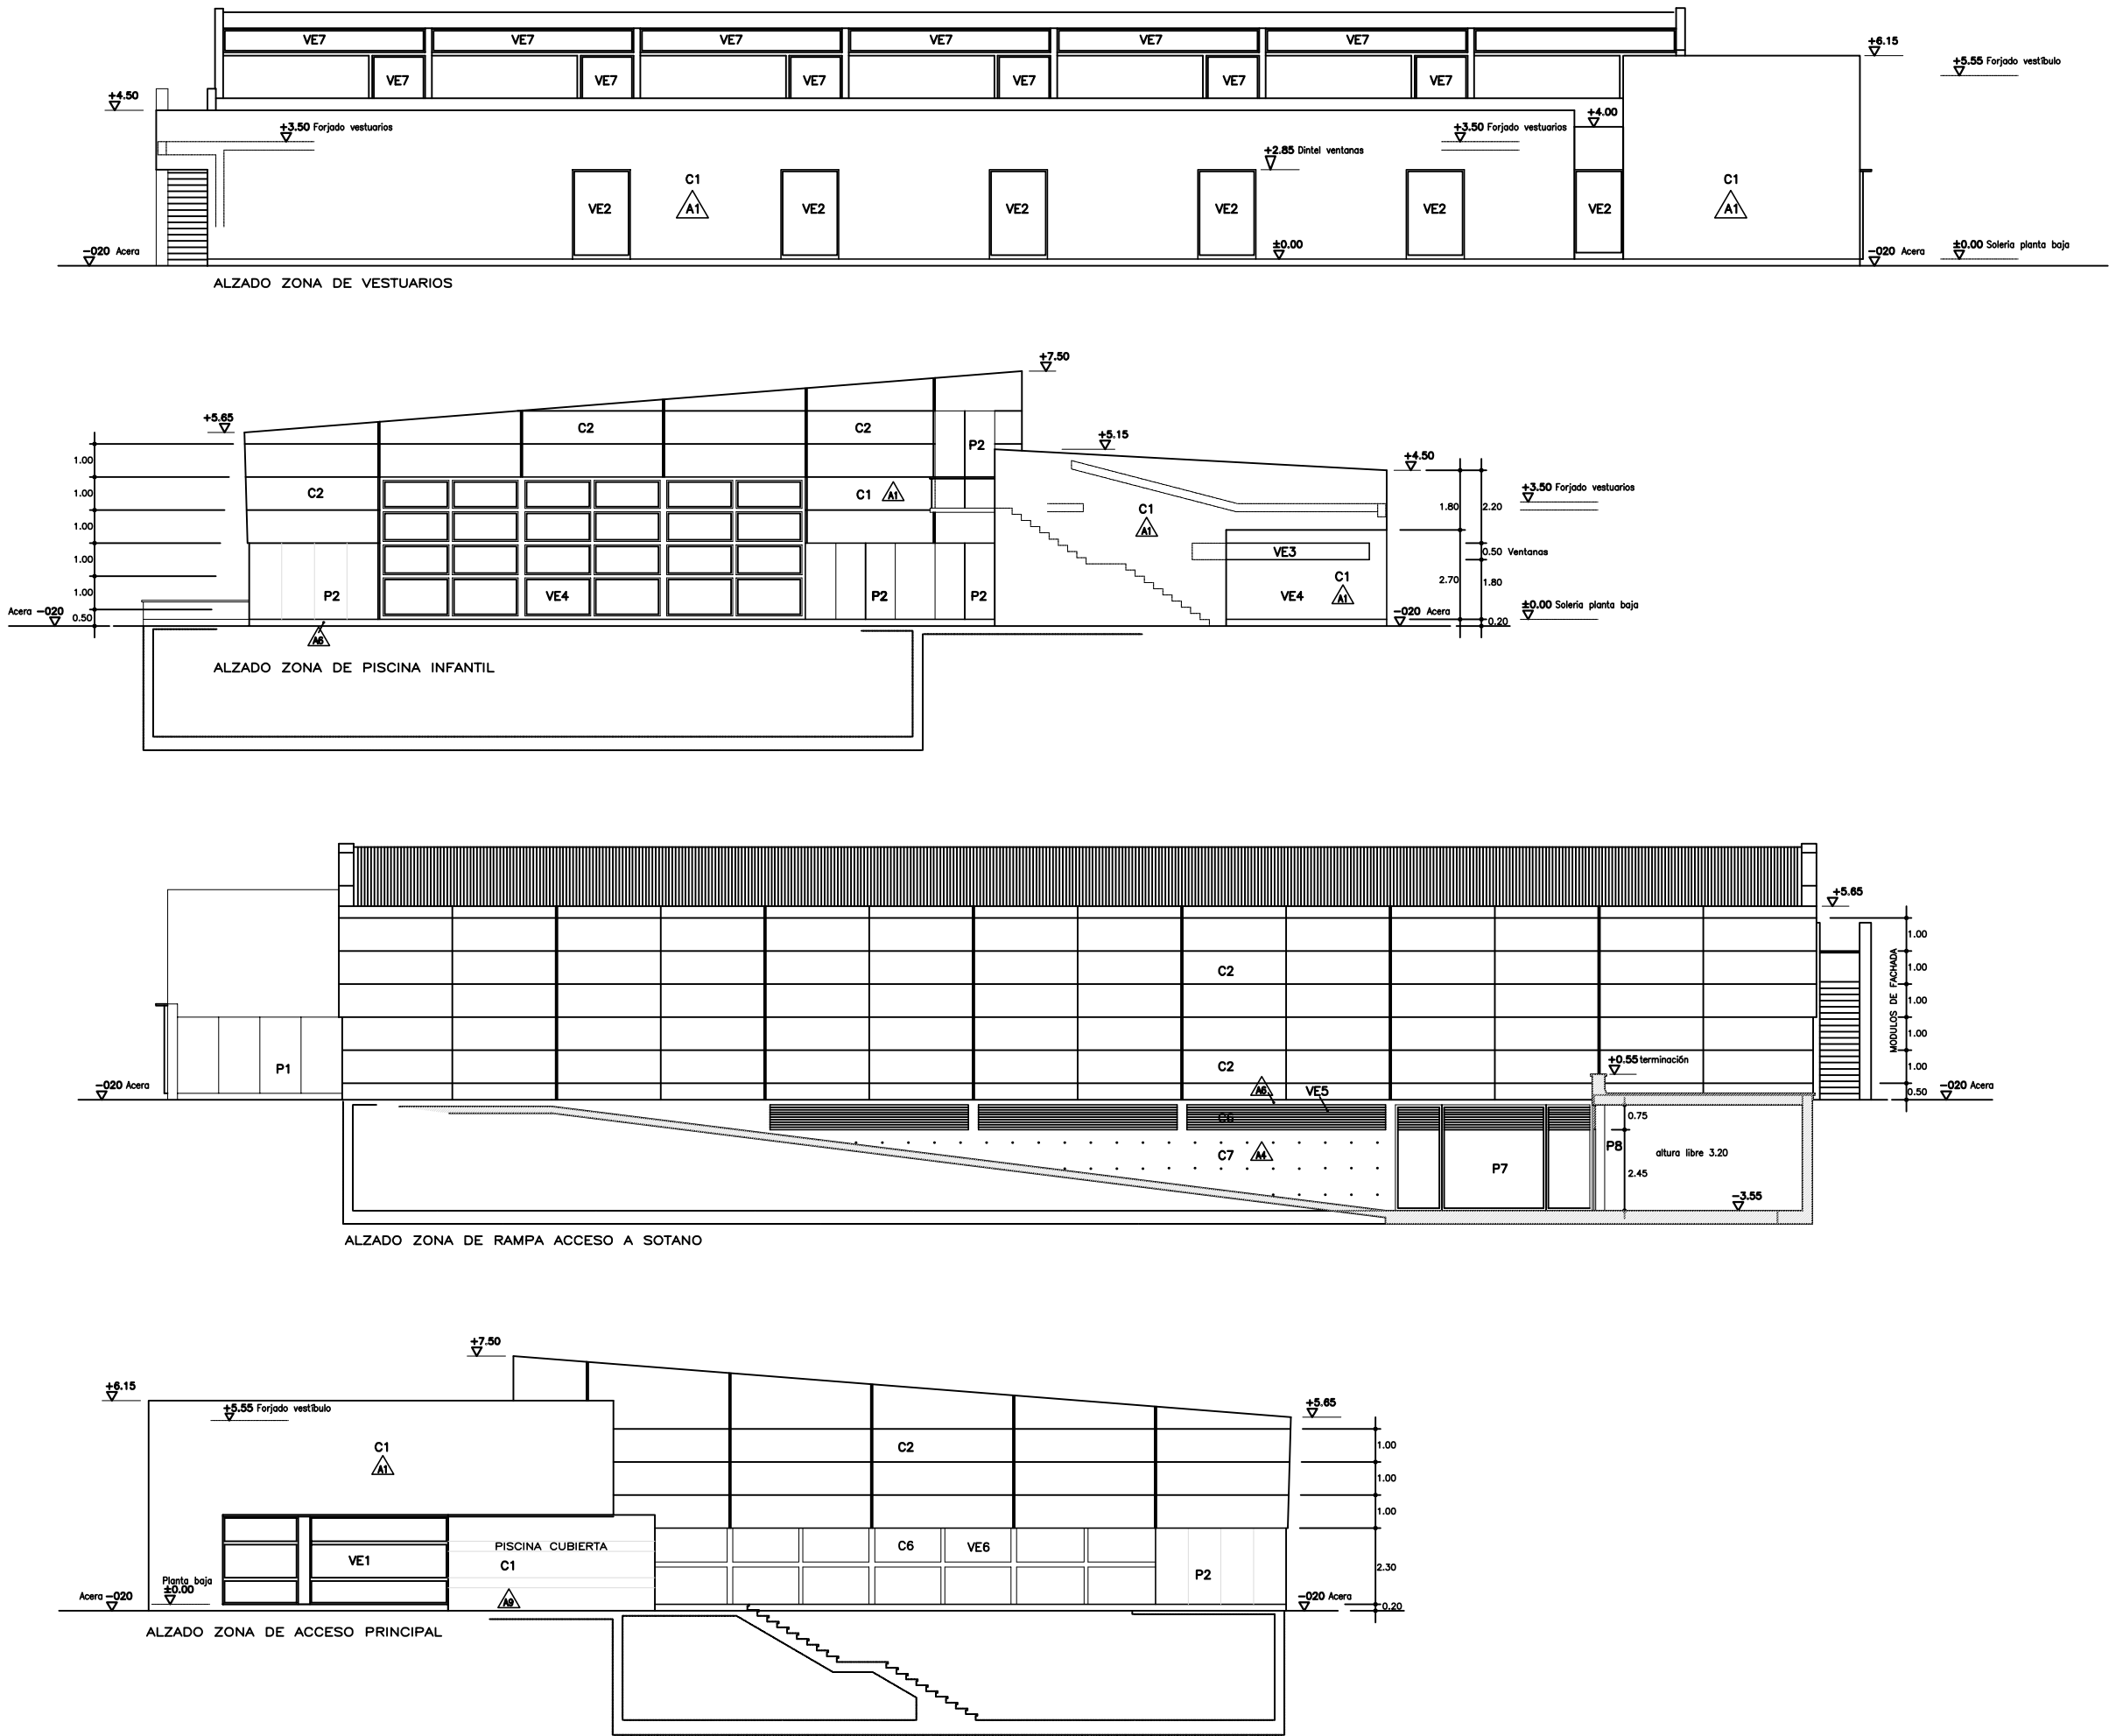 VE7 VE7 VE7 VE7 VE7 VE7
+6.15
+5.55 Forjado vestíbulo
VE7 VE7 VE7 VE7 VE7 VE7
+4.50
+4.00
+3.50 Forjado vestuarios
+3.50 Forjado vestuarios
+2.85 Dintel ventanas
C1
A1
C1
A1
VE2 VE2 VE2 VE2 VE2 VE2
-020 Acera
±0.00
-020 Acera
±0.00 Soleria planta baja
ALZADO ZONA DE VESTUARIOS
+7.50
+5.65
C2 C2
P2
+5.15
+4.50
1.00
1.00
1.00
1.00
1.00
0.50
C2
C1 A1
C1
A1
1.80
2.20
+3.50 Forjado vestuarios
VE3
0.50 Ventanas
C1
A1
2.70
1.80
P2
VE4
P2
P2
VE4
Acera -020
-020 Acera
±0.00 Soleria planta baja
0.20
A6
ALZADO ZONA DE PISCINA INFANTIL
+5.65
C2
1.00
1.00
1.00
1.00
1.00
0.50
MODULOS DE FACHADA
P1
C2
+0.55 terminación
-020 Acera
A6
VE5
-020 Acera
C6
0.75
C7 A4
P7
P8
altura libre 3.20
2.45
-3.55
ALZADO ZONA DE RAMPA ACCESO A SOTANO
+7.50
+6.15
+5.55 Forjado vestíbulo
+5.65
C1
A1
C2
1.00
1.00
1.00
PISCINA CUBIERTA
VE1
C1
C6
VE6
2.30
P2
Planta baja
±0.00
Acera -020
A9
-020 Acera
0.20
ALZADO ZONA DE ACCESO PRINCIPAL